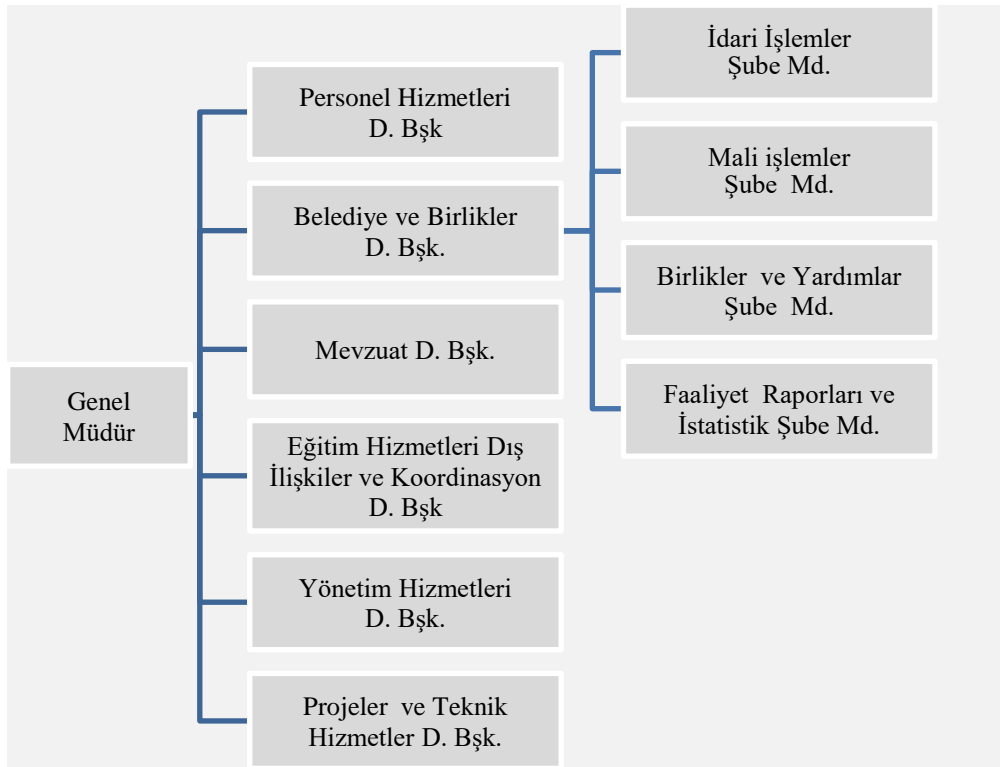 Genel
Müdür
Personel Hizmetleri
D. Bşk
Belediye ve Birlikler
D. Bşk.
Mevzuat D. Bşk.
Eğitim Hizmetleri Dış
İlişkiler ve Koordinasyon
D. Bşk
Yönetim Hizmetleri
D. Bşk.
Projeler ve Teknik
Hizmetler D. Bşk.
İdari İşlemler
Şube Md.
Mali işlemler
Şube Md.
Birlikler ve Yardımlar
Şube Md.
Faaliyet Raporları ve
İstatistik Şube Md.